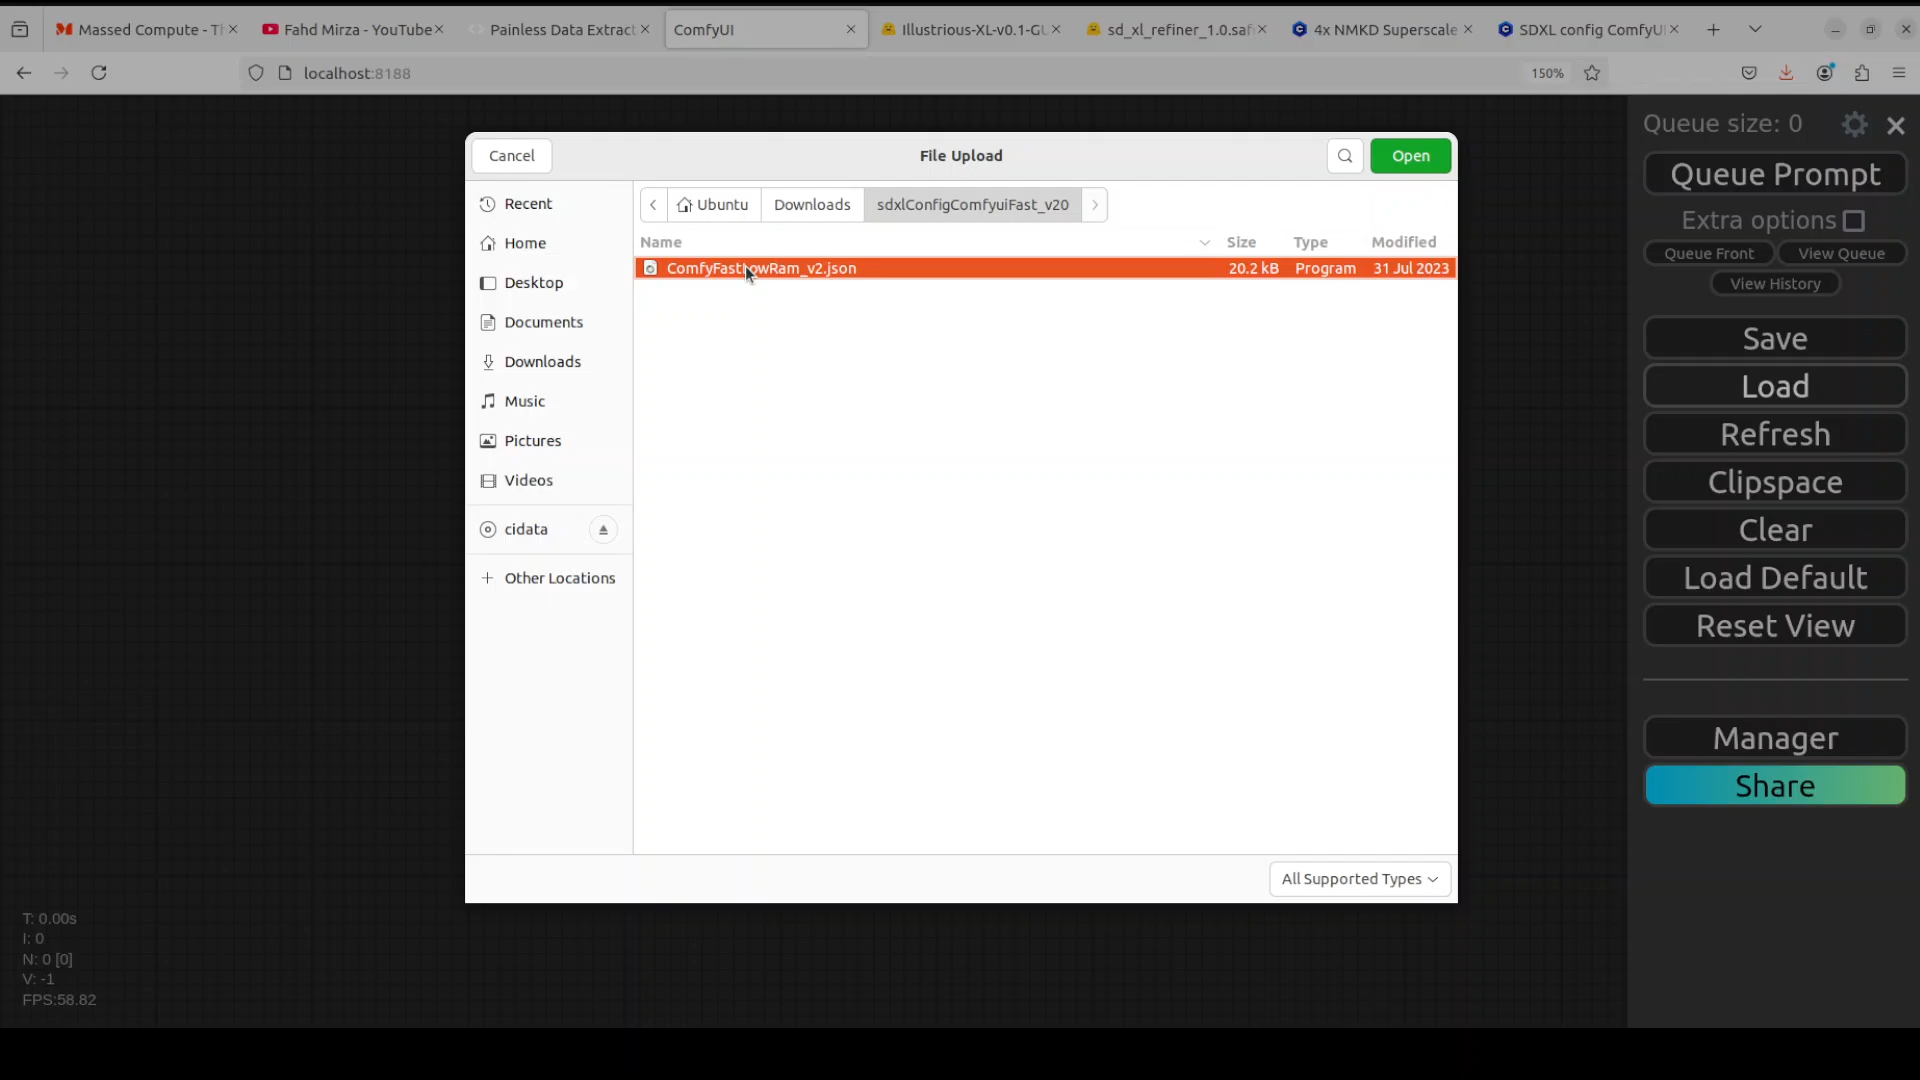 Massed Compute - Th
Fahd Mirza - YouTube
Painless Data Extract
ComfyUI
Illustrious-XL-v0.1-GU
sd_xl_refiner_1.0.saf
4x NMKD Superscale
SDXL config ComfyUI
localhost:8188
150%
Cancel
File Upload
Open
Recent
Home
Desktop
Documents
Downloads
Music
Pictures
Videos
cidata
Other Locations
Ubuntu
Downloads
sdxlConfigComfyuiFast_v20
Name
Size
Type
Modified
ComfyFastLowRam_v2.json
20.2 kB
Program
31 Jul 2023
All Supported Types
Queue size: 0
Queue Prompt
Extra options
Queue Front
View Queue
View History
Save
Load
Refresh
Clipspace
Clear
Load Default
Reset View
Manager
Share
T: 0.00s
I: 0
N: 0 [0]
V: -1
FPS:58.82